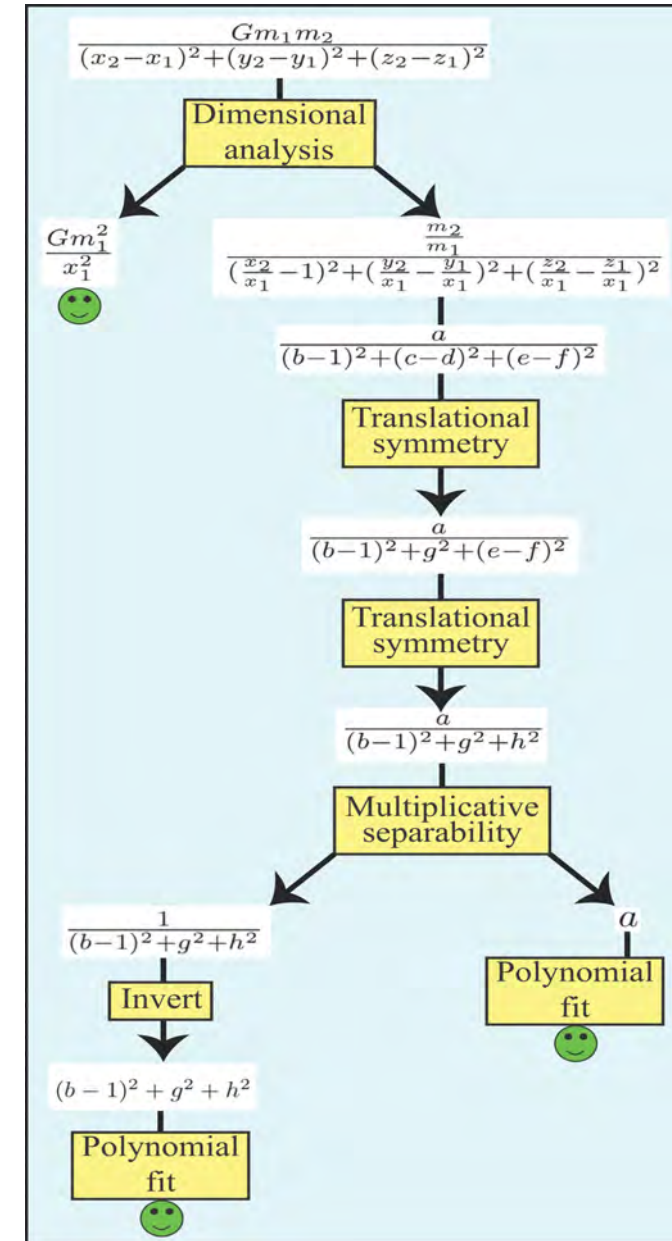 Gm₁m₂
(x₂−x₁)²+(y₂−y₁)²+(z₂−z₁)²
Dimensional
analysis
Gm₁²
x₁²
m₂
m₁
(x₂/x₁−1)²+(y₂/x₁−y₁/x₁)²+(z₂/x₁−z₁/x₁)²
a
(b−1)²+(c−d)²+(e−f)²
Translational
symmetry
a
(b−1)²+g²+(e−f)²
Translational
symmetry
a
(b−1)²+g²+h²
Multiplicative
separability
1
(b−1)²+g²+h²
a
Invert
Polynomial
fit
(b − 1)² + g² + h²
Polynomial
fit